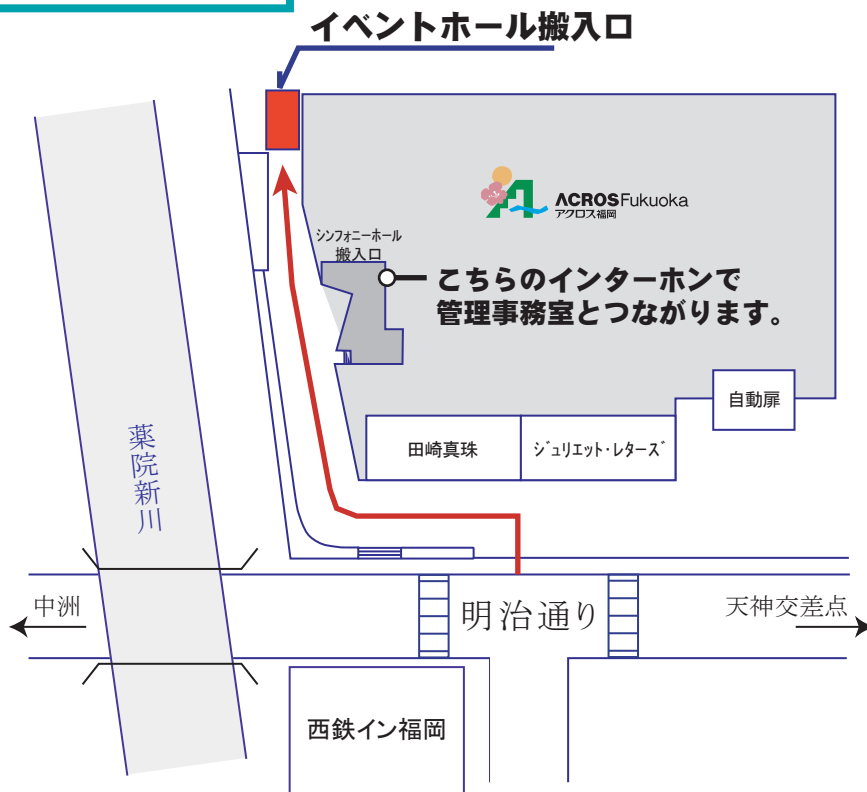 イベントホール搬入口
ACROS Fukuoka
アクロス福岡
シンフォニーホール
搬入口
こちらのインターホンで
管理事務室とつながります。
自動扉
田崎真珠
ジュリエット・レターズ
薬院新川
中洲
明治通り
天神交差点
西鉄イン福岡